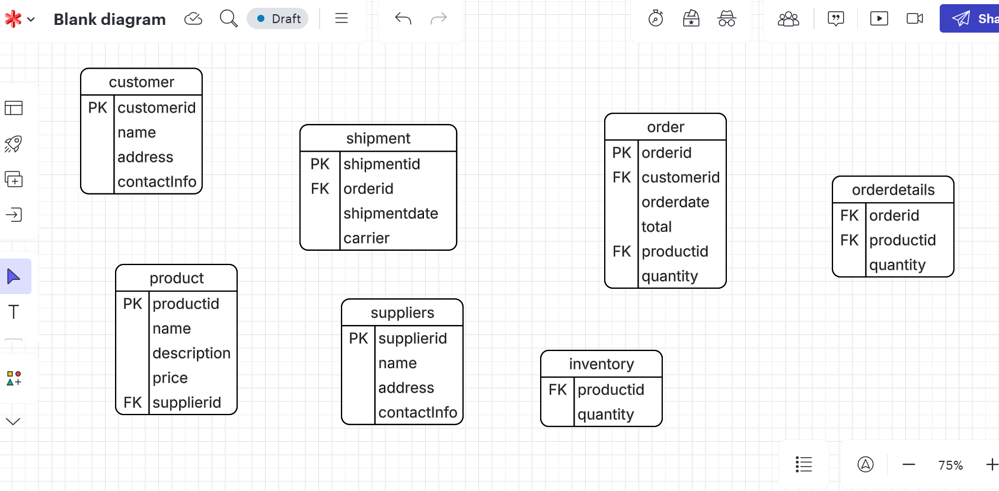 Blank diagram
Draft
Sha
customer
PK customerid
name
address
contactInfo
shipment
PK shipmentid
FK orderid
shipmentdate
carrier
order
PK orderid
FK customerid
orderdate
total
FK productid
quantity
orderdetails
FK orderid
FK productid
quantity
product
PK productid
name
description
price
FK supplierid
suppliers
PK supplierid
name
address
contactInfo
inventory
FK productid
quantity
T
75%